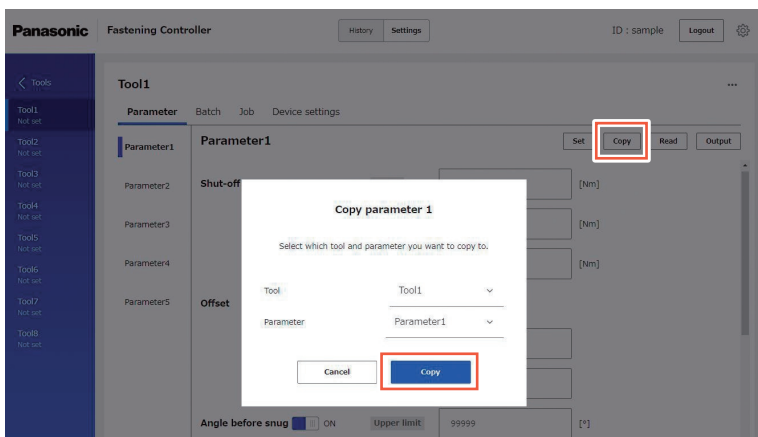 Panasonic Fastening Controller History Settings ID : sample Logout
Tools
Tool1
Not set
Tool2
Not set
Tool3
Not set
Tool4
Not set
Tool5
Not set
Tool6
Not set
Tool7
Not set
Tool8
Not set
Tool1 ...
Parameter Batch Job Device settings
Parameter1
Parameter2
Parameter3
Parameter4
Parameter5
Parameter1 Set Copy Read Output
Shut-off [Nm]
[Nm]
[Nm]
Offset
Angle before snug ON Upper limit 99999 [°]
Copy parameter 1
Select which tool and parameter you want to copy to.
Tool Tool1
Parameter Parameter1
Cancel Copy